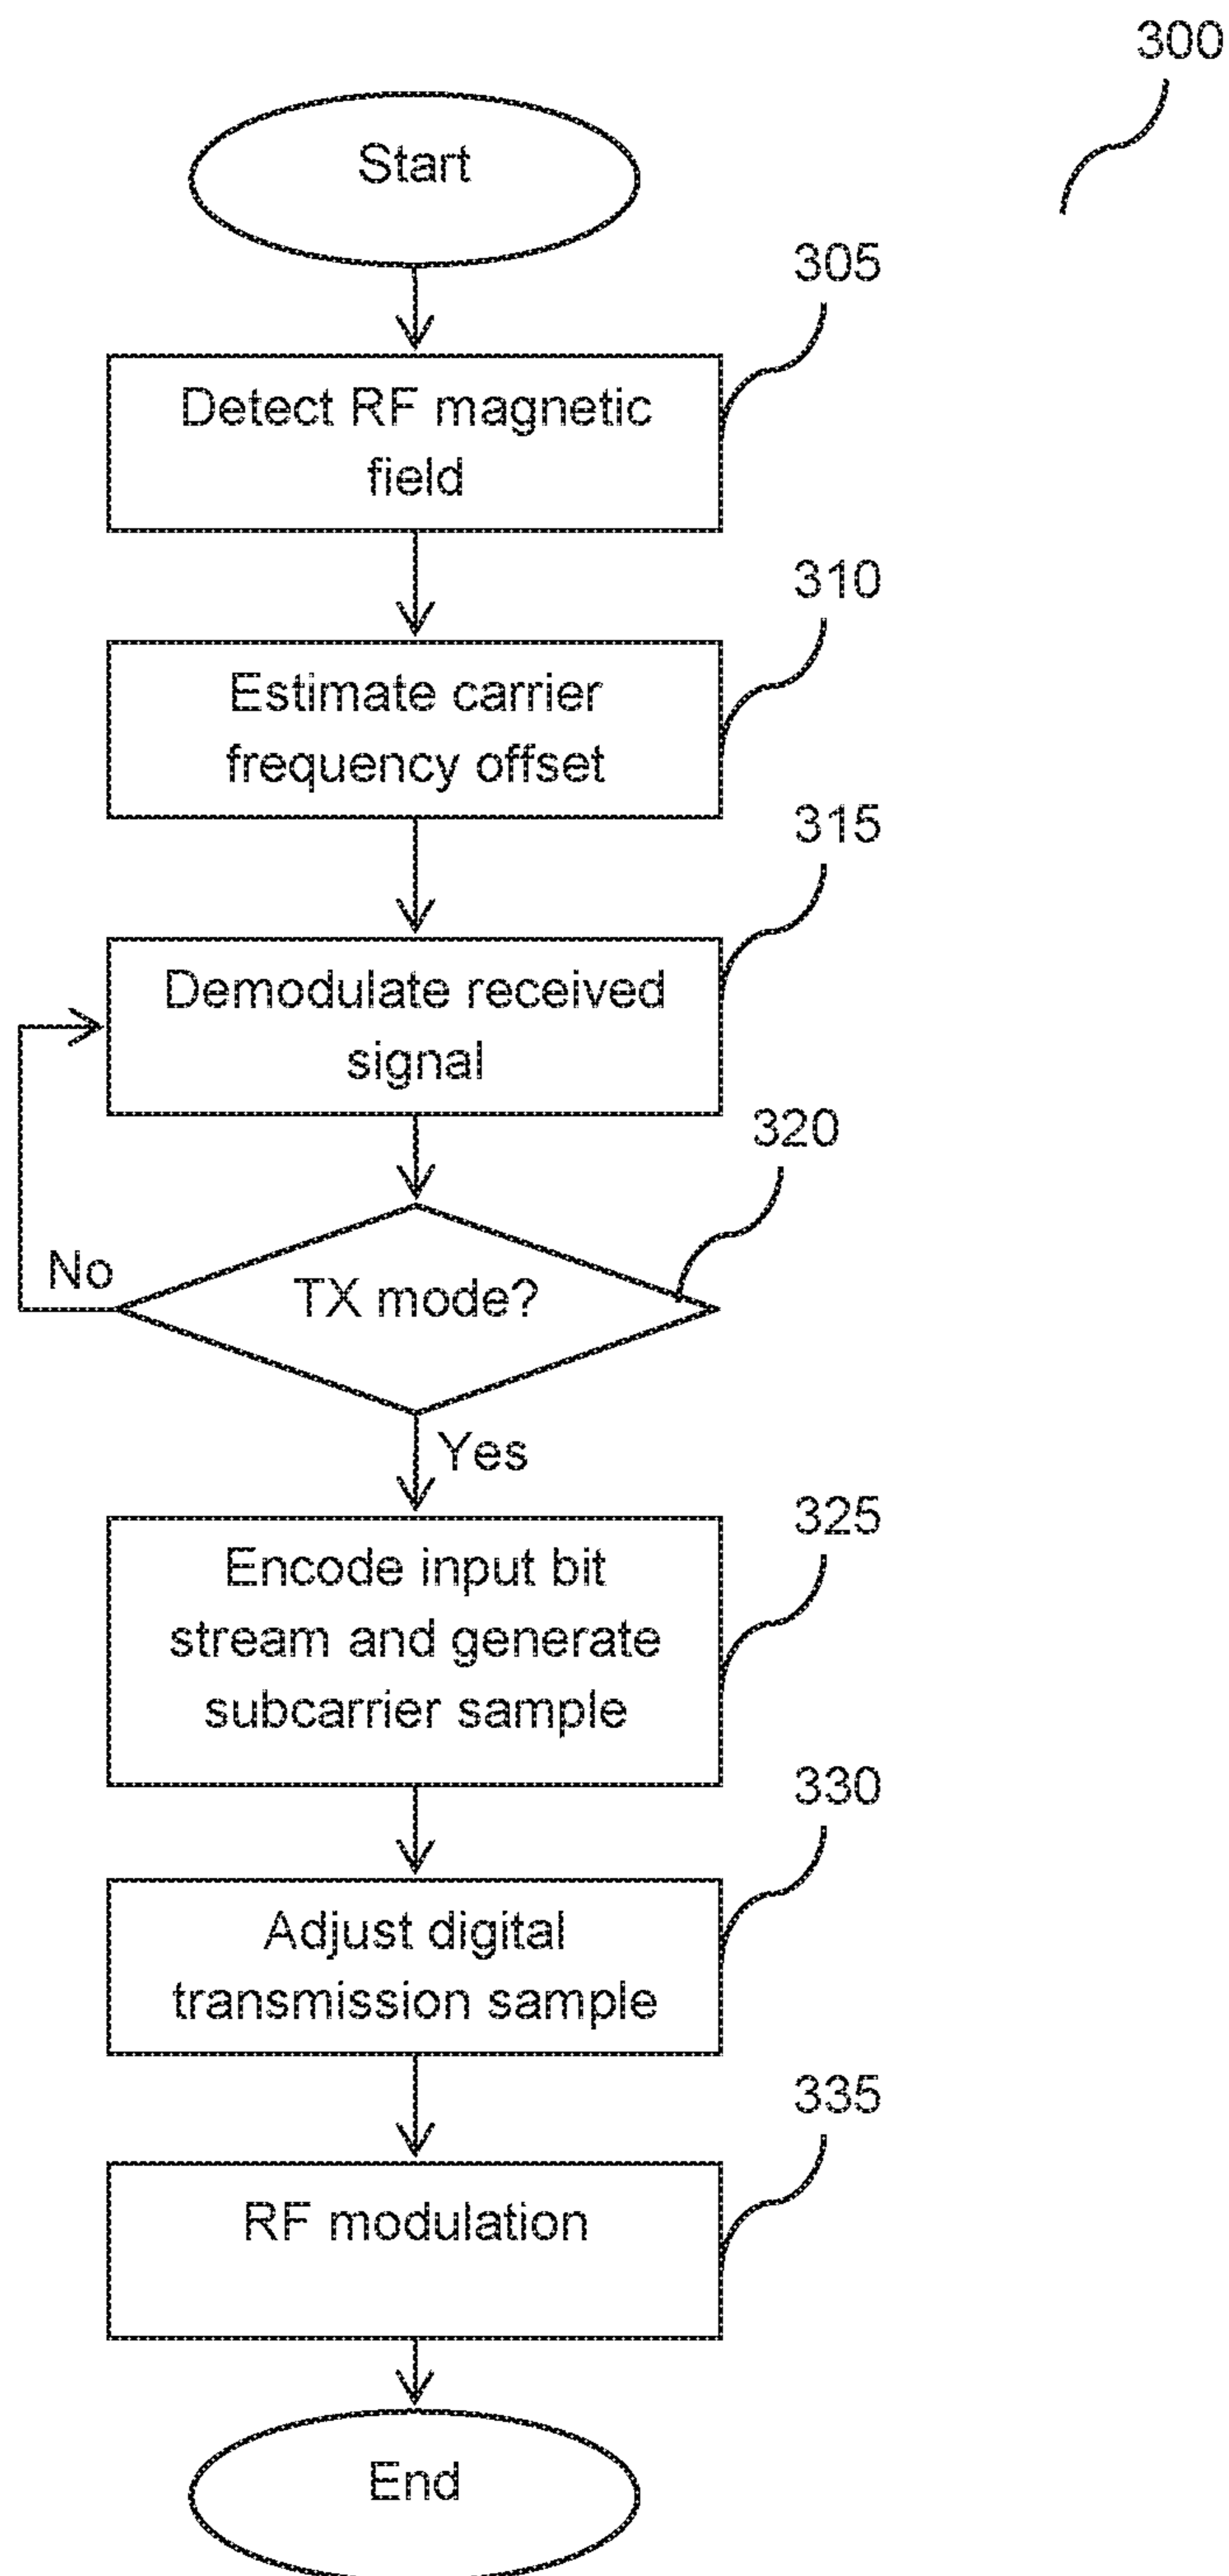 300
Start
305
Detect RF magnetic
field
310
Estimate carrier
frequency offset
315
Demodulate received
signal
320
No
TX mode?
Yes
325
Encode input bit
stream and generate
subcarrier sample
330
Adjust digital
transmission sample
335
RF modulation
End